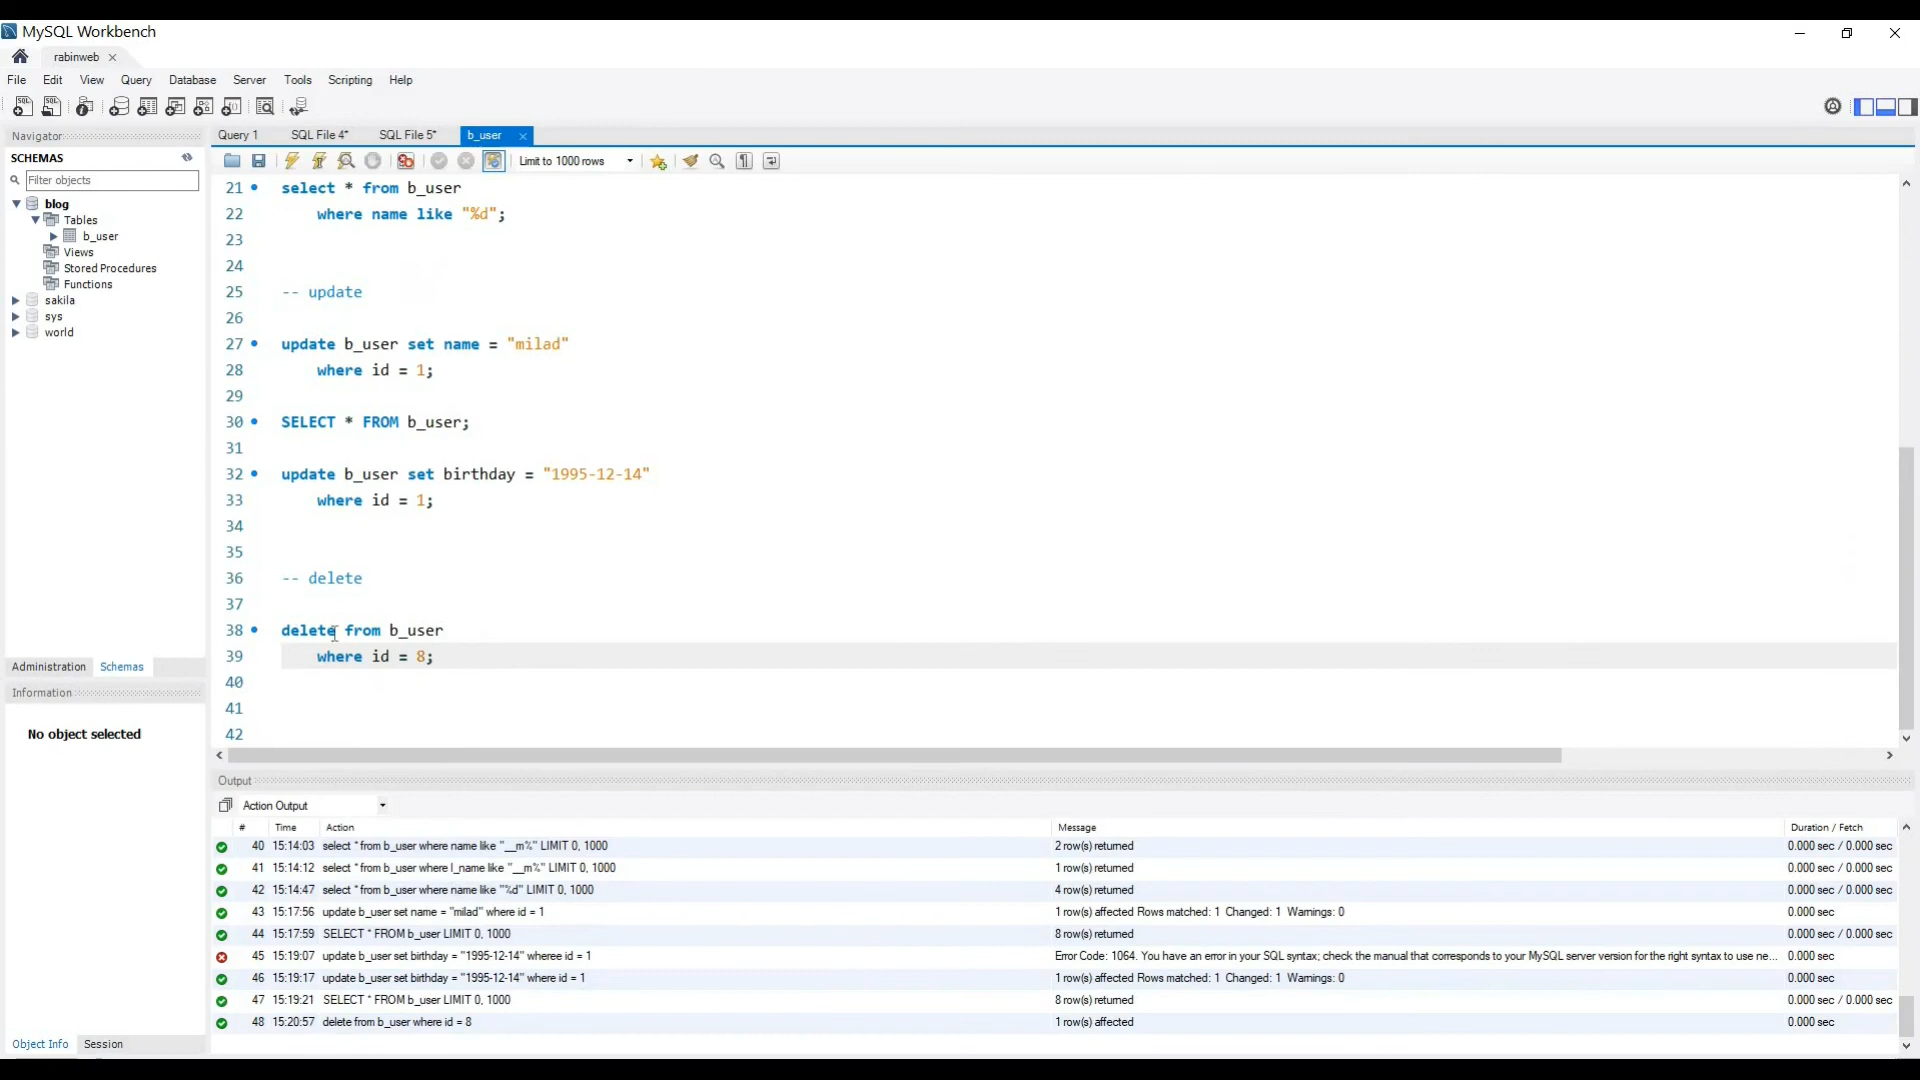 MySQL Workbench
rabinweb
File Edit View Query Database Server Tools Scripting Help
Navigator
SCHEMAS
Filter objects
blog
Tables
b_user
Views
Stored Procedures
Functions
sakila
sys
world
Administration Schemas
Information
No object selected
Object Info Session
Query 1 SQL File 4* SQL File 5* b_user
Limit to 1000 rows
21 select * from b_user
22 where name like "%d";
23
24
25 -- update
26
27 update b_user set name = "milad"
28 where id = 1;
29
30 SELECT * FROM b_user;
31
32 update b_user set birthday = "1995-12-14"
33 where id = 1;
34
35
36 -- delete
37
38 delete from b_user
39 where id = 8;
40
41
42
Output
Action Output
# Time Action Message Duration / Fetch
40 15:14:03 select * from b_user where name like "__m%" LIMIT 0, 1000 2 row(s) returned 0.000 sec / 0.000 sec
41 15:14:12 select * from b_user where l_name like "__m%" LIMIT 0, 1000 1 row(s) returned 0.000 sec / 0.000 sec
42 15:14:47 select * from b_user where name like "%d" LIMIT 0, 1000 4 row(s) returned 0.000 sec / 0.000 sec
43 15:17:56 update b_user set name = "milad" where id = 1 1 row(s) affected Rows matched: 1 Changed: 1 Warnings: 0 0.000 sec
44 15:17:59 SELECT * FROM b_user LIMIT 0, 1000 8 row(s) returned 0.000 sec / 0.000 sec
45 15:19:07 update b_user set birthday = "1995-12-14" wheree id = 1 Error Code: 1064. You have an error in your SQL syntax; check the manual that corresponds to your MySQL server version for the right syntax to use ne... 0.000 sec
46 15:19:17 update b_user set birthday = "1995-12-14" where id = 1 1 row(s) affected Rows matched: 1 Changed: 1 Warnings: 0 0.000 sec
47 15:19:21 SELECT * FROM b_user LIMIT 0, 1000 8 row(s) returned 0.000 sec / 0.000 sec
48 15:20:57 delete from b_user where id = 8 1 row(s) affected 0.000 sec